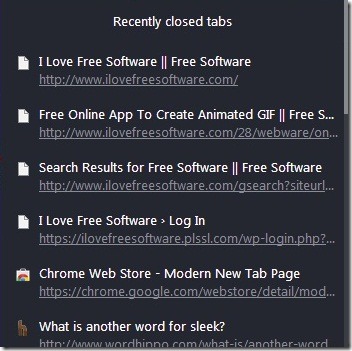 Recently closed tabs
I Love Free Software || Free Software
http://www.ilovefreesoftware.com/
Free Online App To Create Animated GIF || Free S...
http://www.ilovefreesoftware.com/28/webware/on...
Search Results for Free Software || Free Software
http://www.ilovefreesoftware.com/gsearch?siteurl...
I Love Free Software › Log In
https://ilovefreesoftware.plssl.com/wp-login.php?...
Chrome Web Store - Modern New Tab Page
https://chrome.google.com/webstore/detail/mod...
What is another word for sleek?
http://www.wordhippo.com/what-is/another-word...